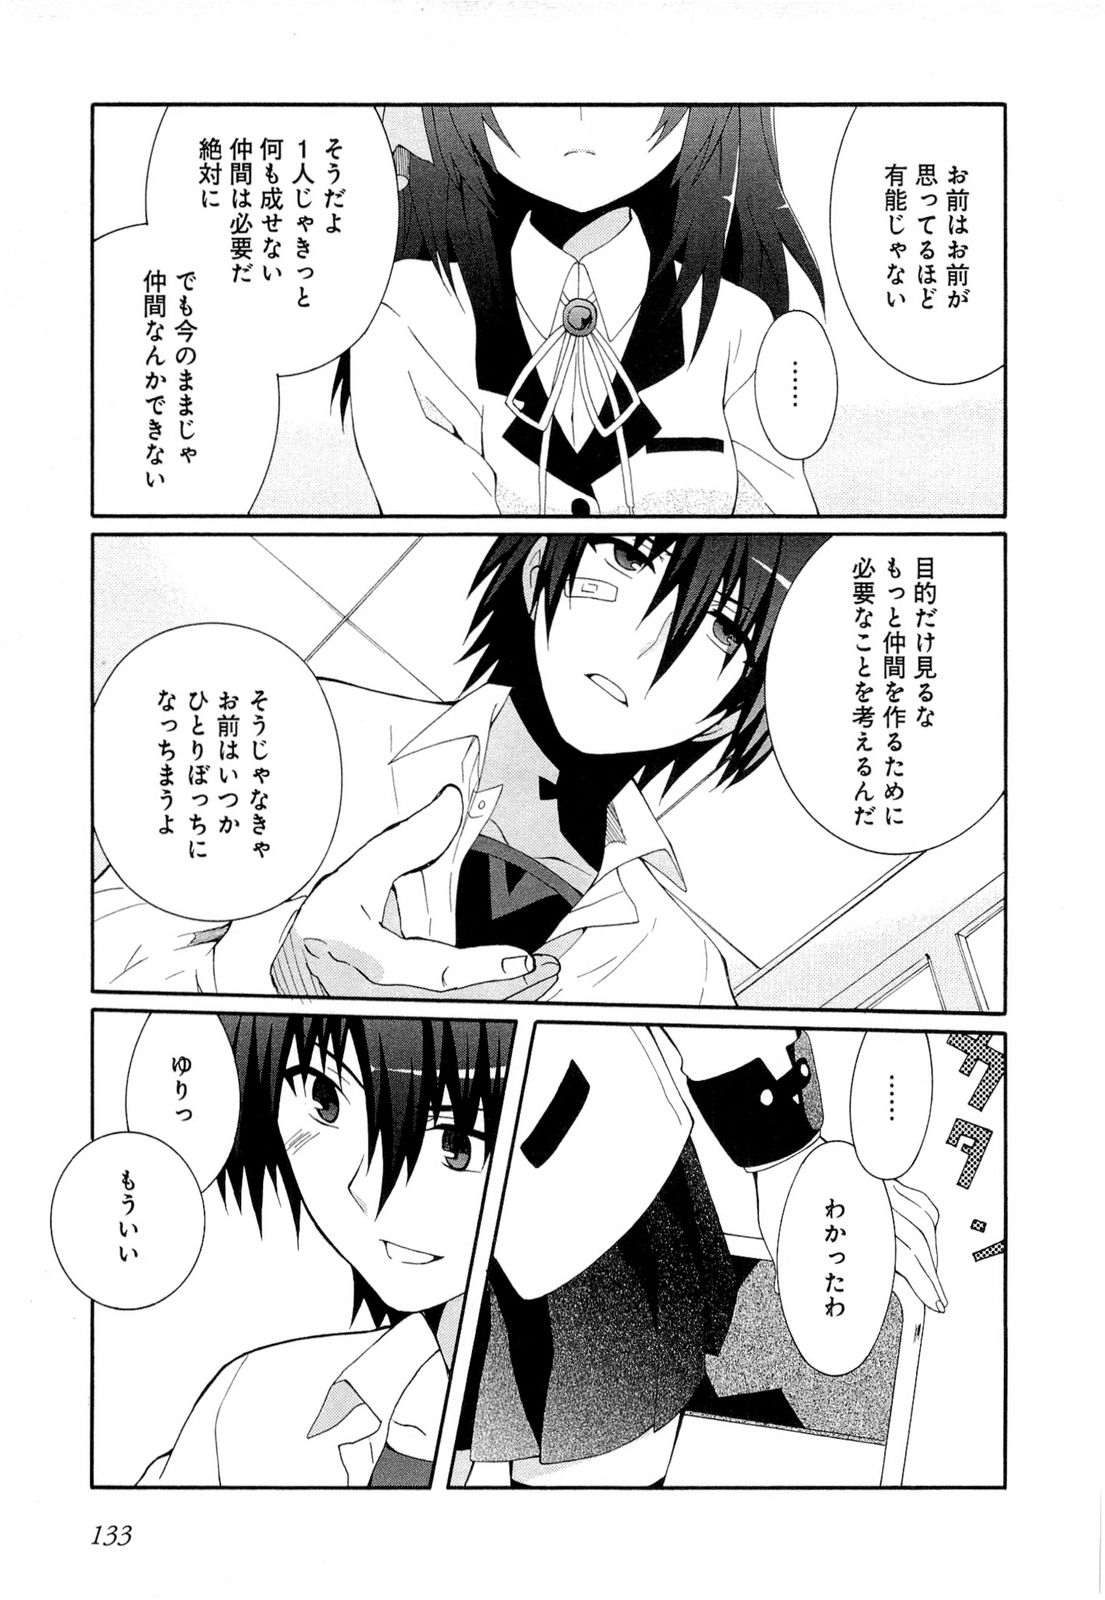 お前はお前が
思ってるほど
有能じゃない
……
そうだよ
1人じゃきっと
何も成せない
仲間は必要だ
絶対に
でも今のままじゃ
仲間なんかできない
目的だけ見るな
もっと仲間を作るために
必要なことを考えるんだ
そうじゃなきゃ
お前はいつか
ひとりぼっちに
なっちまうよ
ガタン
……
わかったわ
ゆりっ
もういい
133